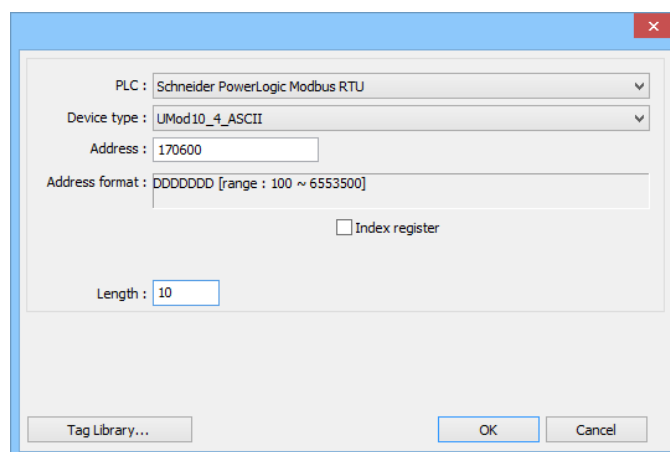 PLC : Schneider PowerLogic Modbus RTU
Device type : UMod10_4_ASCII
Address : 170600
Address format : DDDDDDD [range : 100 ~ 6553500]
Index register
Length : 10
Tag Library... OK Cancel